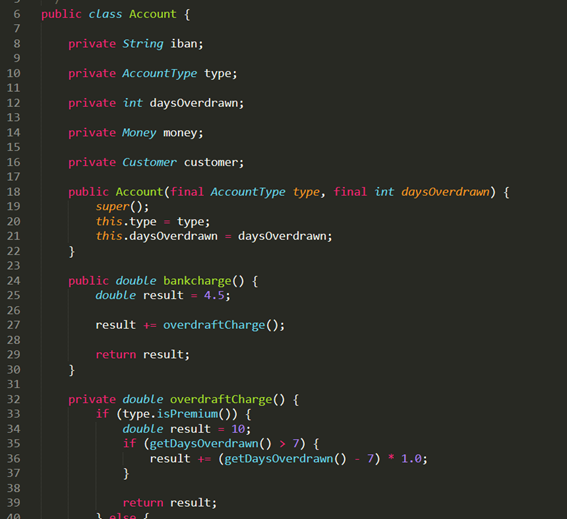 6 public class Account {
7
8 private String iban;
9
10 private AccountType type;
11
12 private int daysOverdrawn;
13
14 private Money money;
15
16 private Customer customer;
17
18 public Account(final AccountType type, final int daysOverdrawn) {
19 super();
20 this.type = type;
21 this.daysOverdrawn = daysOverdrawn;
22 }
23
24 public double bankcharge() {
25 double result = 4.5;
26
27 result += overdraftCharge();
28
29 return result;
30 }
31
32 private double overdraftCharge() {
33 if (type.isPremium()) {
34 double result = 10;
35 if (getDaysOverdrawn() > 7) {
36 result += (getDaysOverdrawn() - 7) * 1.0;
37 }
38
39 return result;
40 } else {